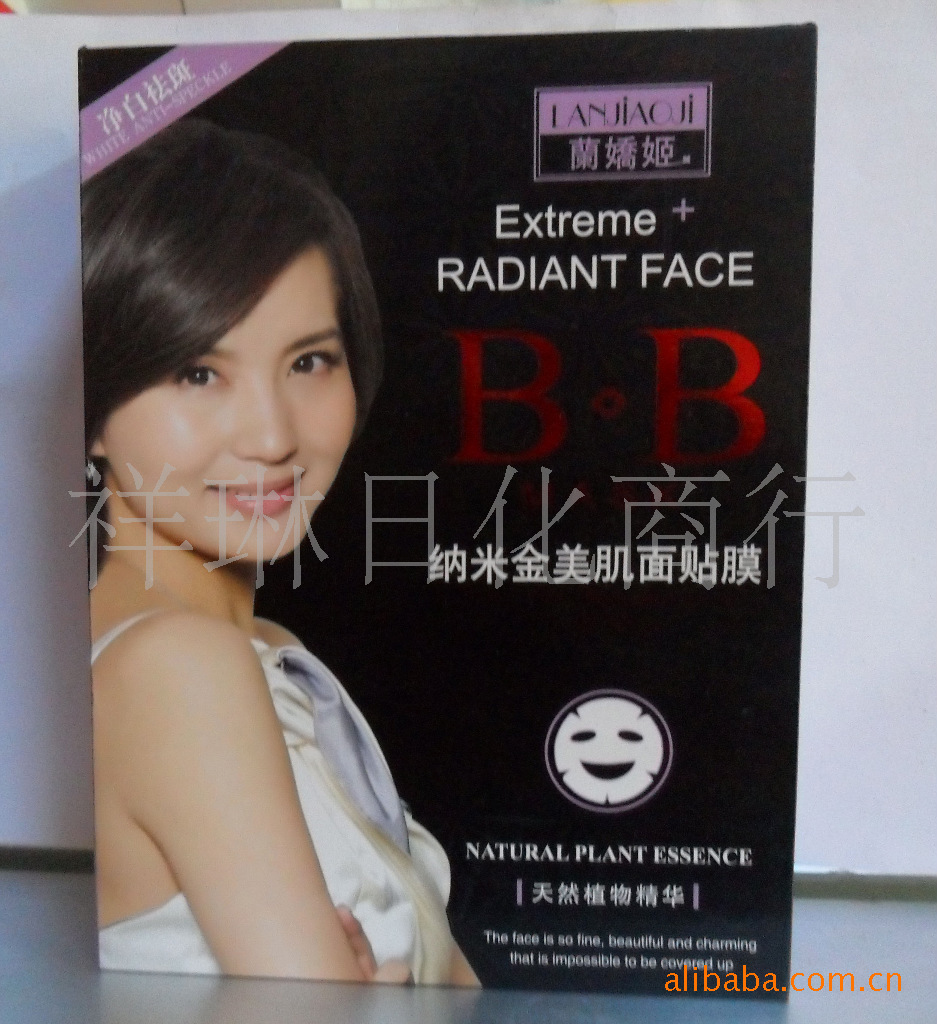 净白祛斑
WHITE ANTI-SPECKLE
LANJIAOJI
蘭嬌姬
Extreme +
RADIANT FACE
B·B
祥琳日化商行
纳米金美肌面贴膜
NATURAL PLANT ESSENCE
天然植物精华
The face is so fine, beautiful and charming
that is impossible to be covered up
alibaba.com.cn